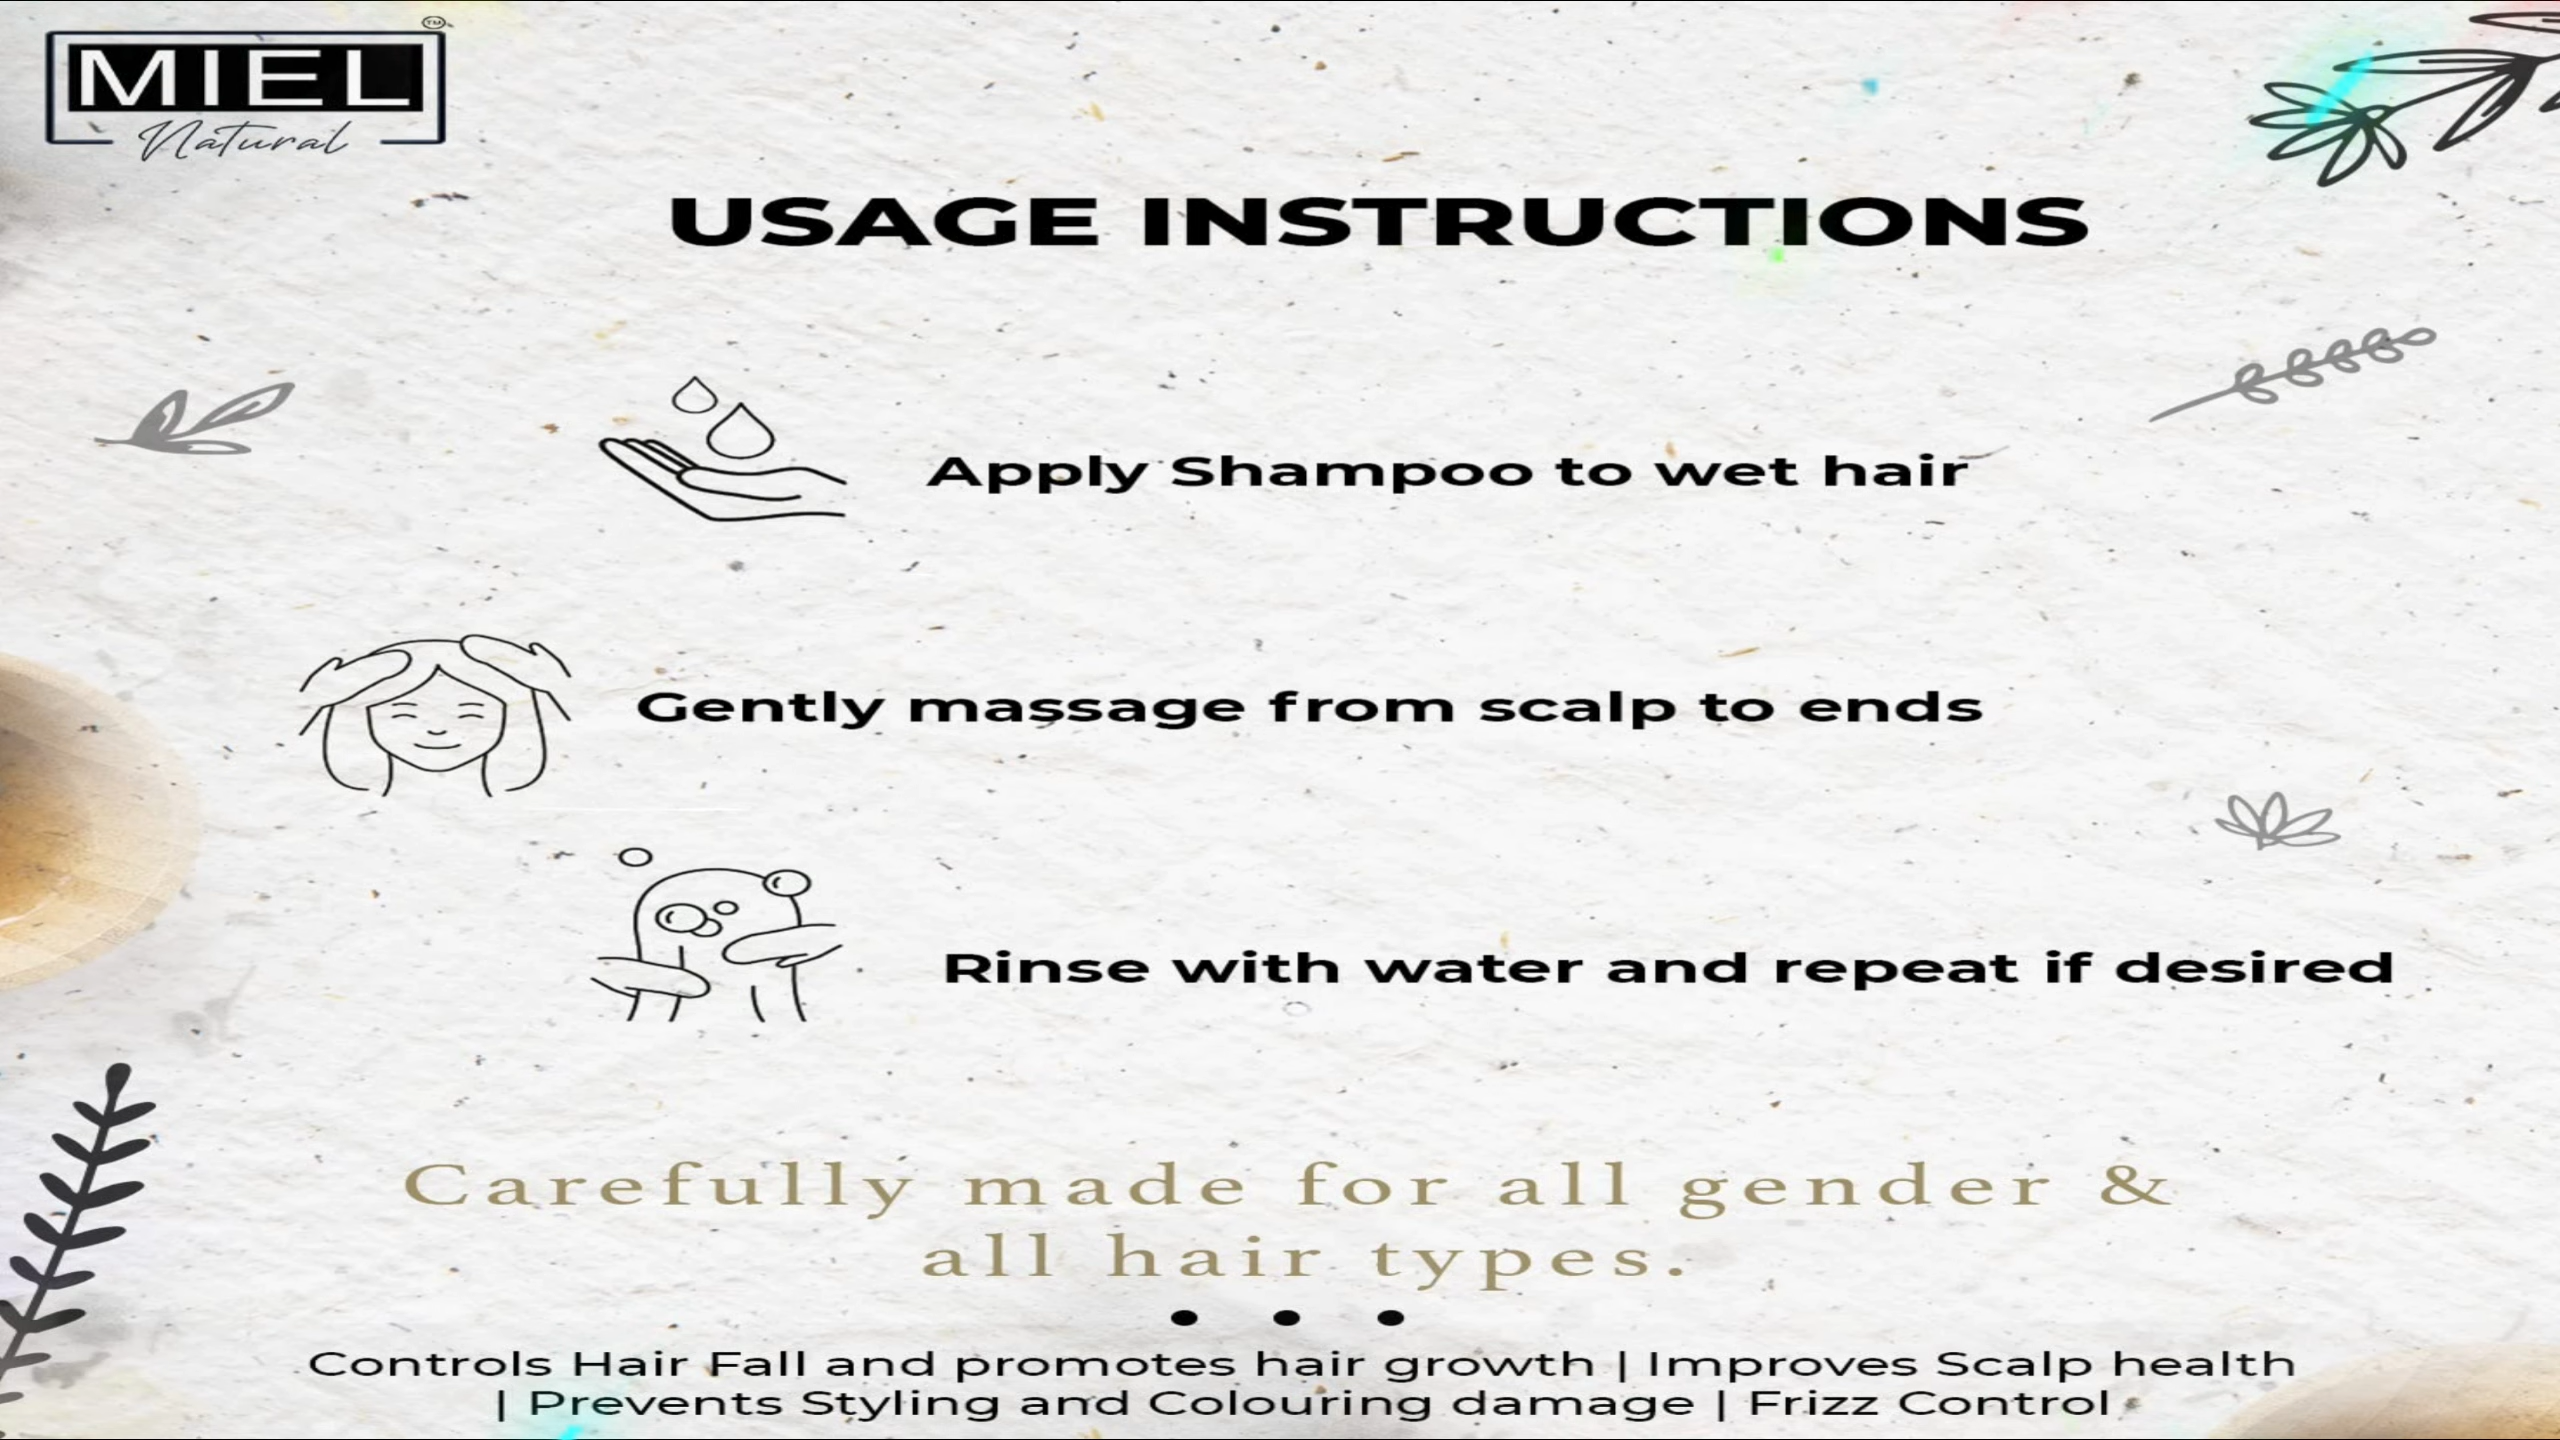 MIEL
TM
Natural
USAGE INSTRUCTIONS
Apply Shampoo to wet hair
Gently massage from scalp to ends
Rinse with water and repeat if desired
Carefully made for all gender &
all hair types.
Controls Hair Fall and promotes hair growth | Improves Scalp health
| Prevents Styling and Colouring damage | Frizz Control